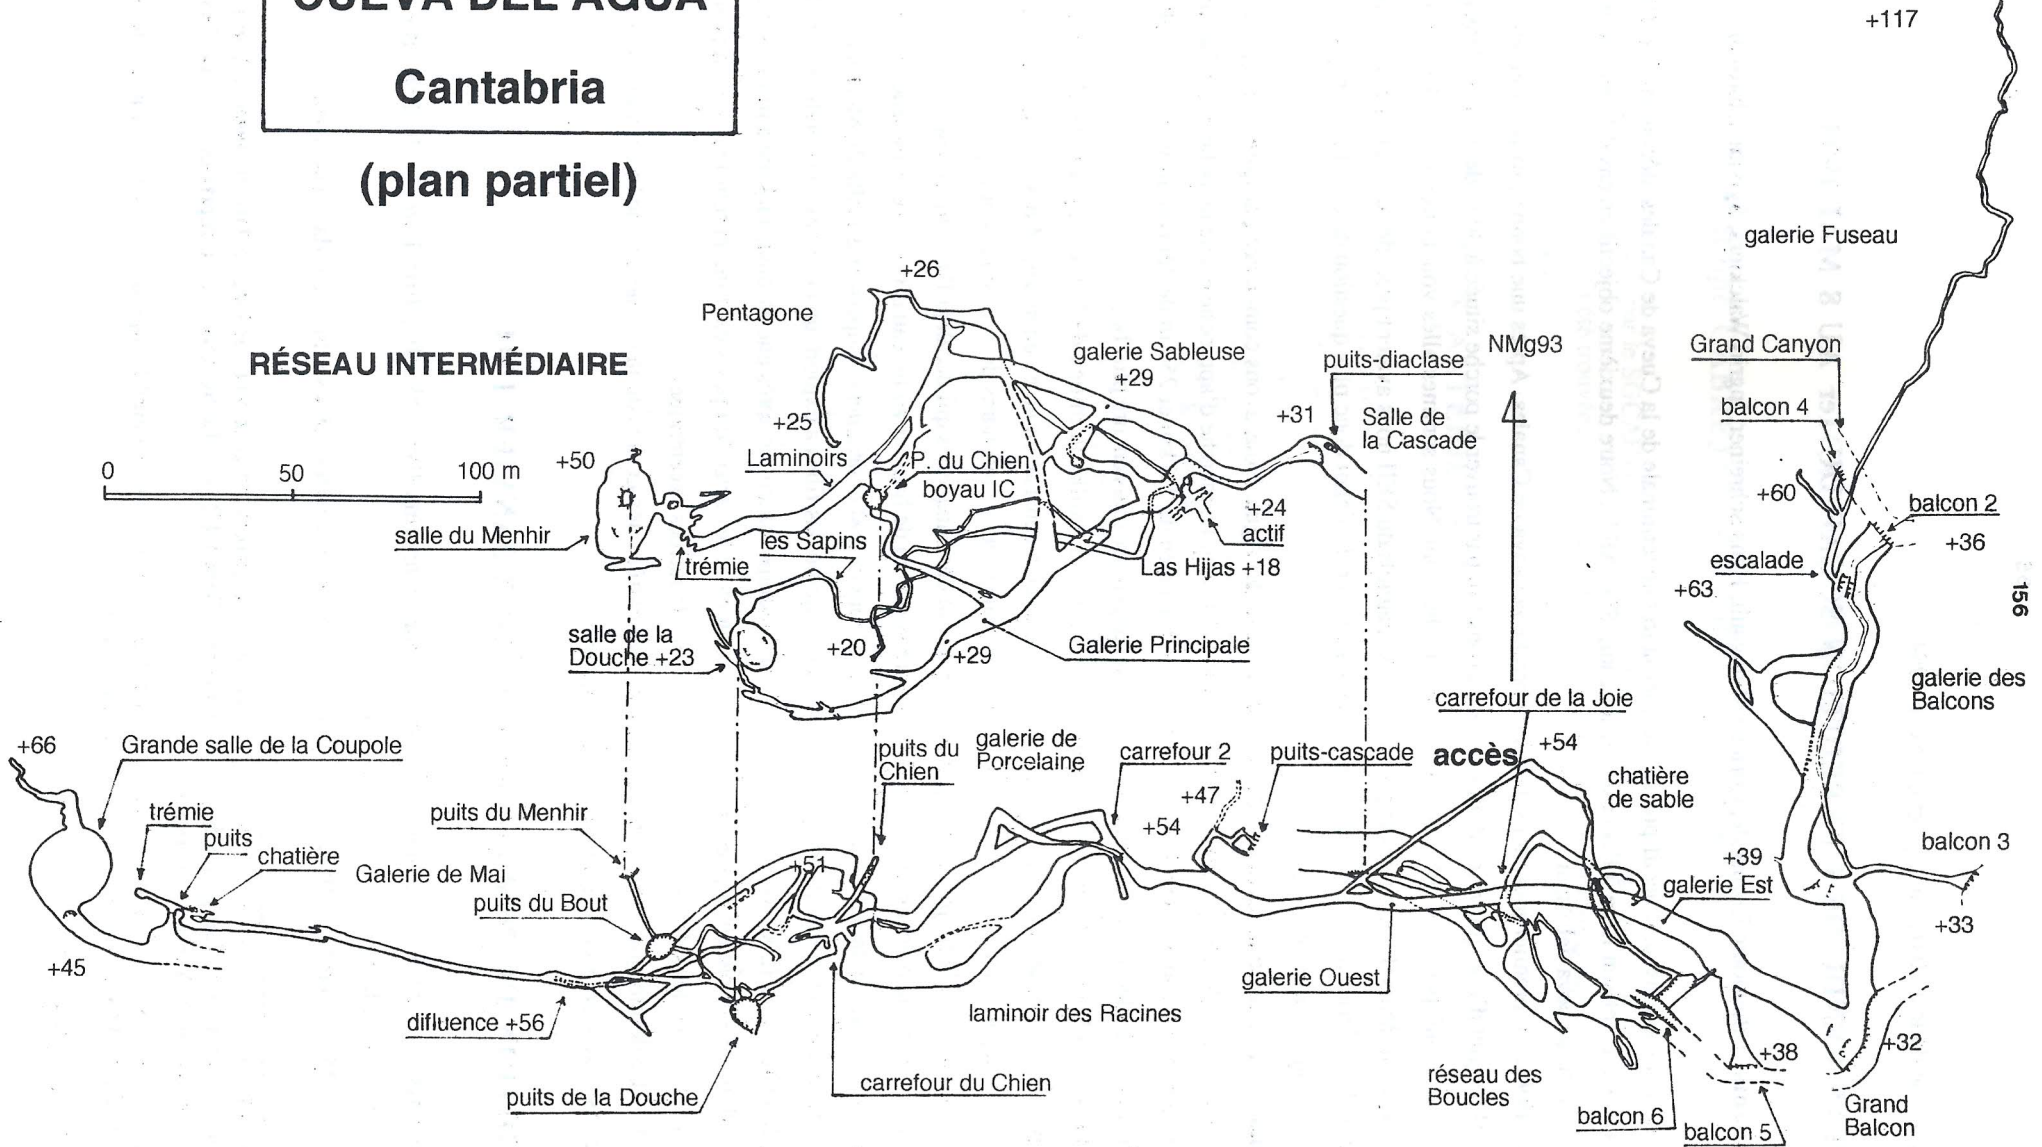 CUEVA DEL AGUA
Cantabria
(plan partiel)
+117
galerie Fuseau
+26
Pentagone
RÉSEAU INTERMÉDIAIRE
galerie Sableuse
+29
puits-diaclase
NMg93
Grand Canyon
balcon 4
+25
+31
Salle de
la Cascade
0 50 100 m
+50
Laminoirs
P. du Chien
boyau IC
+60
balcon 2
+36
salle du Menhir
trémie
les Sapins
+24
actif
Las Hijas +18
escalade
+63
156
salle de la
Douche +23
+20
+29
Galerie Principale
galerie des
Balcons
carrefour de la Joie
+66
Grande salle de la Coupole
puits du
Chien
galerie de
Porcelaine
carrefour 2
puits-cascade
accès
+54
chatière
de sable
trémie
puits
chatière
puits du Menhir
+47
+54
Galerie de Mai
+51
puits du Bout
+39
galerie Est
balcon 3
+33
+45
galerie Ouest
difluence +56
laminoir des Racines
+38
+32
puits de la Douche
carrefour du Chien
réseau des
Boucles
balcon 6
balcon 5
Grand
Balcon